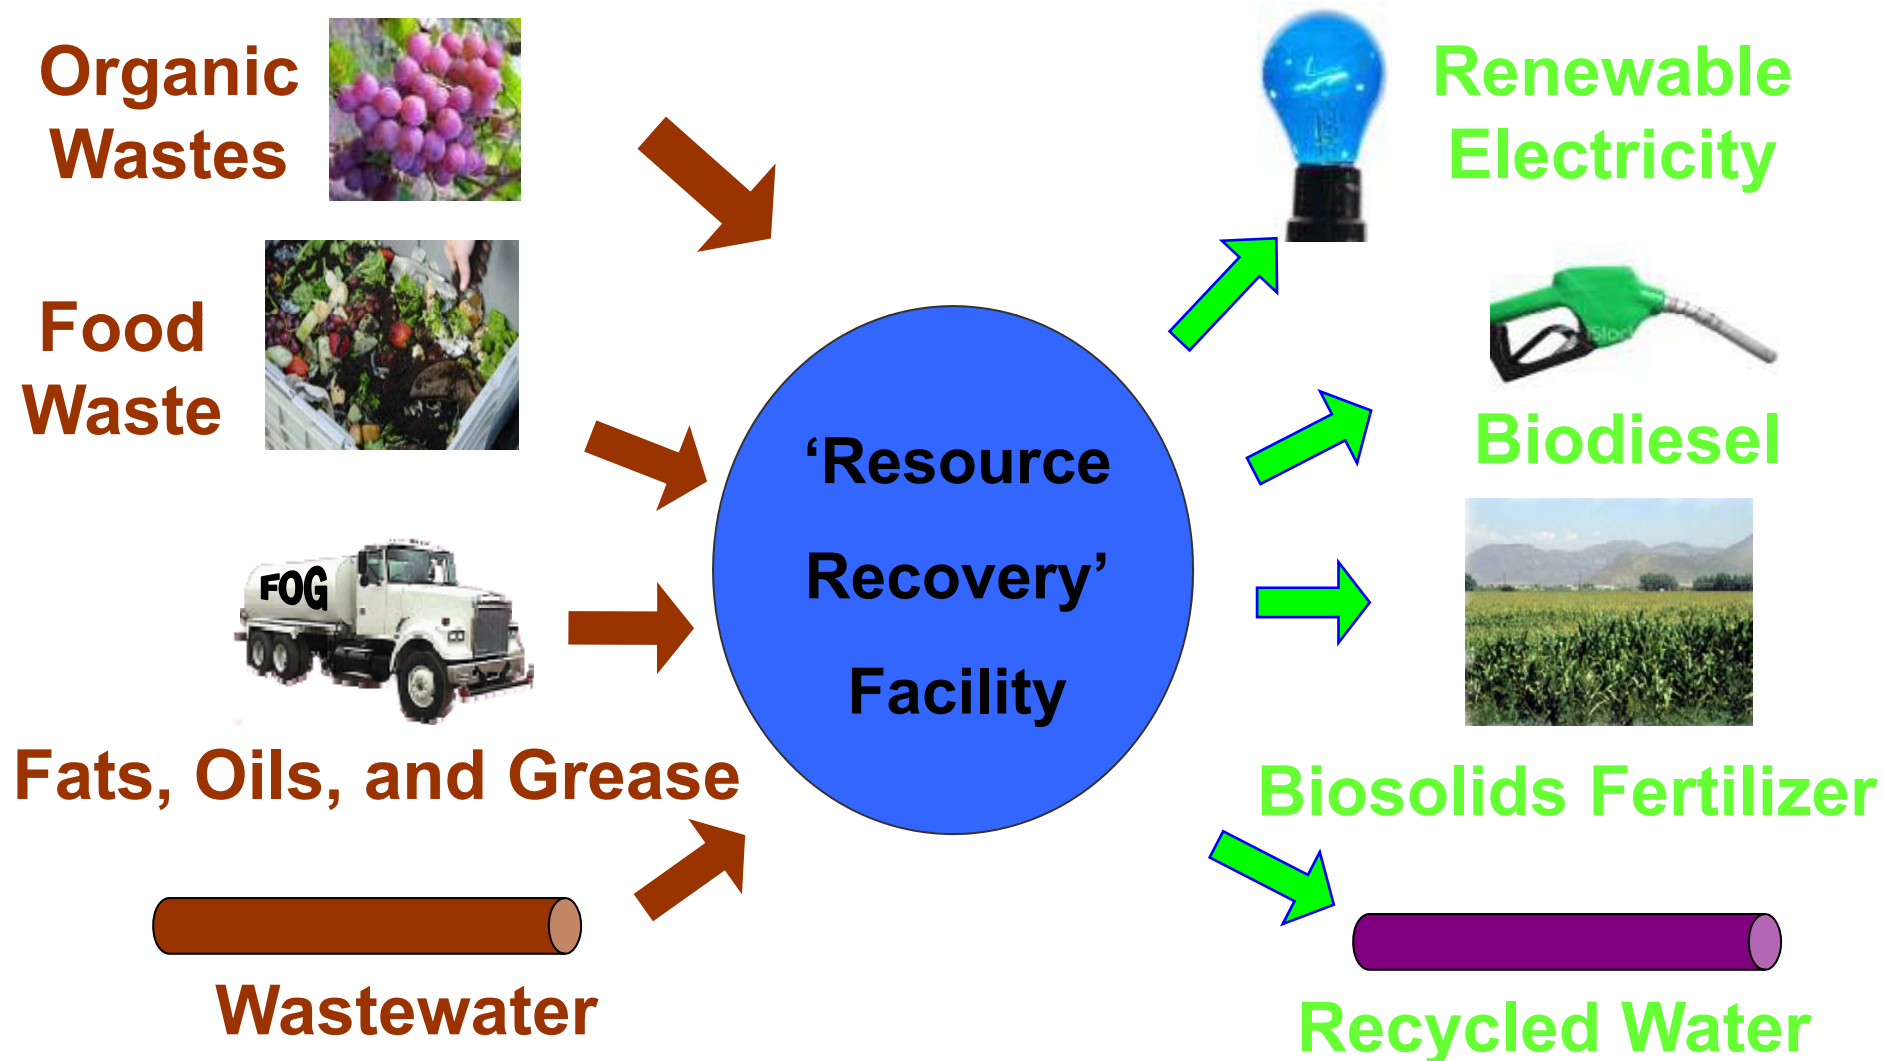 Organic
Wastes
Food
Waste
FOG
Fats, Oils, and Grease
Wastewater
‘Resource
Recovery’
Facility
Renewable
Electricity
iStock
Biodiesel
Biosolids Fertilizer
Recycled Water